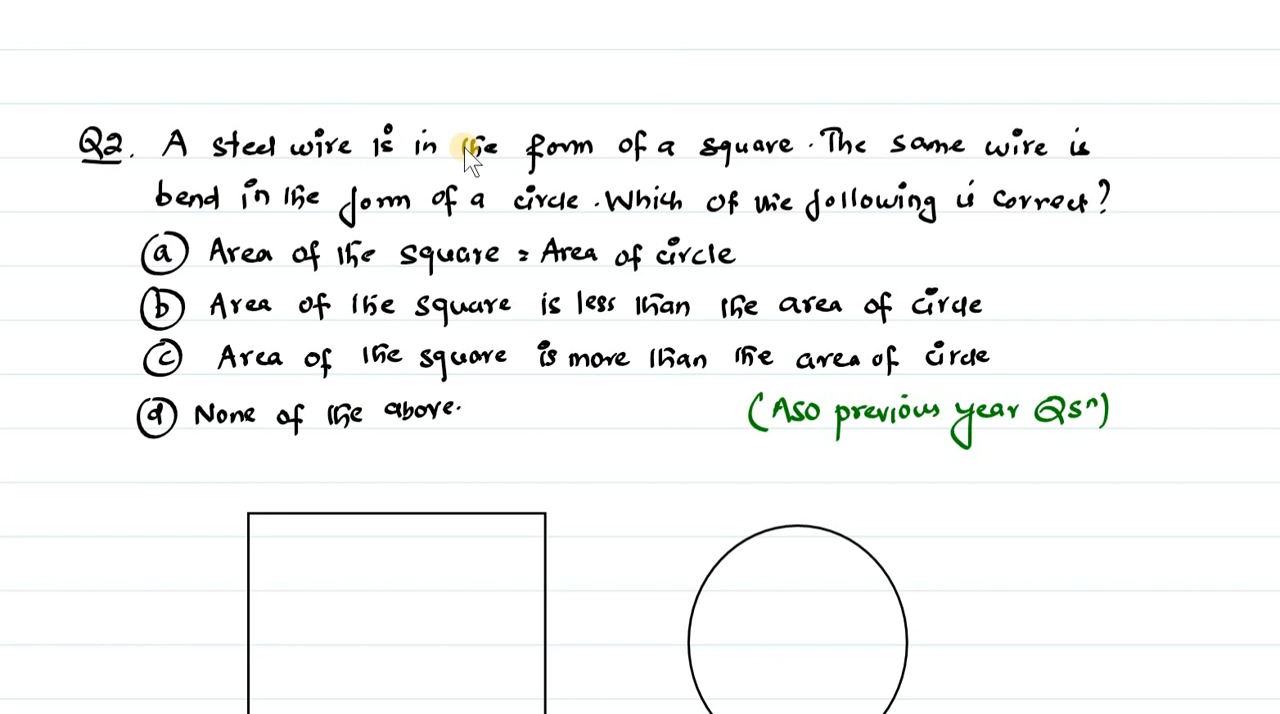 Q2. A steel wire is in the form of a square. The same wire is
bend in the form of a circle. Which of the following is correct?
(a) Area of the square = Area of circle
(b) Area of the square is less than the area of circle
(c) Area of the square is more than the area of circle
(d) None of the above.
(ASO previous year Qsⁿ)